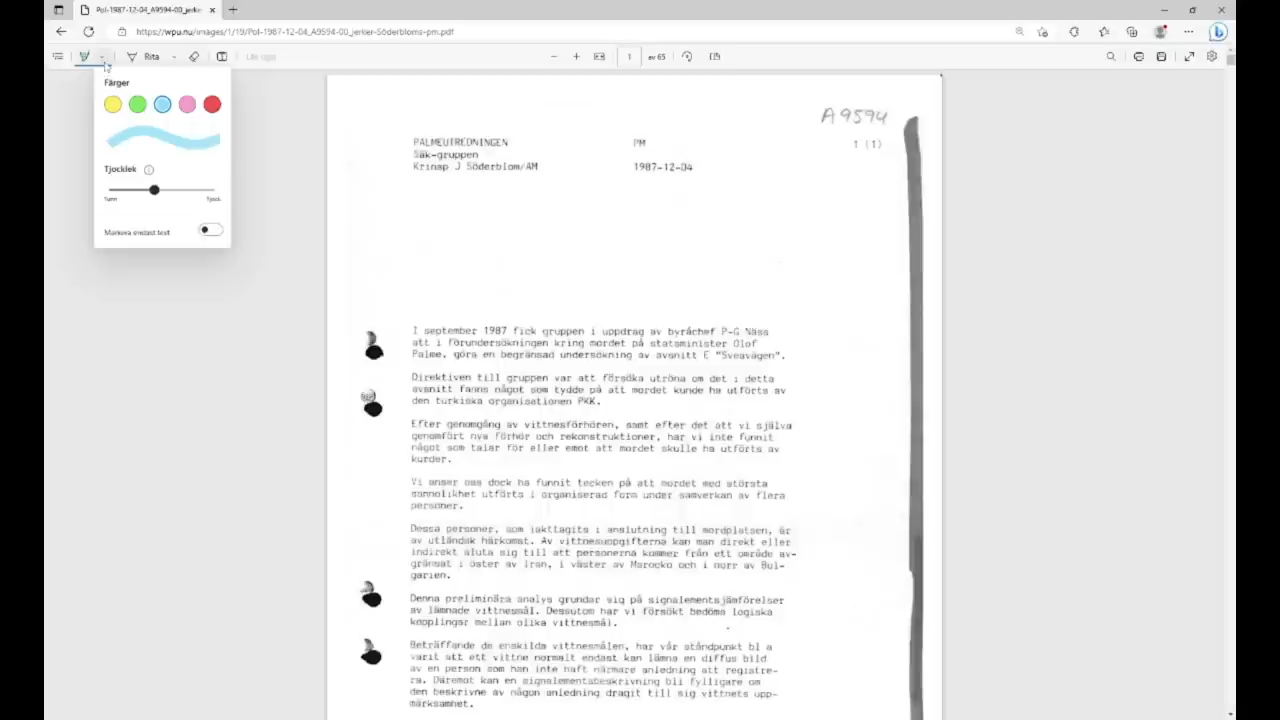 Pol-1987-12-04_A9594-00_jerke
https://wpu.nu/images/1/19/Pol-1987-12-04_A9594-00_jerker-Söderbloms-pm.pdf
Rita
Läs upp
1
av 65
Färger
Tjocklek
Tunn
Tjock
Markera endast text
A9594
PALMEUTREDNINGEN
PM
1 (1)
Säk-gruppen
Krinsp J Söderblom/AM
1987-12-04
I september 1987 fick gruppen i uppdrag av byråchef P-G Näss
att i förundersökningen kring mordet på statsminister Olof
Palme, göra en begränsad undersökning av avsnitt E "Sveavägen".
Direktiven till gruppen var att försöka utröna om det i detta
avsnitt fanns något som tydde på att mordet kunde ha utförts av
den turkiska organisationen PKK.
Efter genomgång av vittnesförhören, samt efter det att vi själva
genomfört nya förhör och rekonstruktioner, har vi inte funnit
något som talar för eller emot att mordet skulle ha utförts av
kurder.
Vi anser oss dock ha funnit tecken på att mordet med största
sannolikhet utförts i organiserad form under samverkan av flera
personer.
Dessa personer, som iakttagits i anslutning till mordplatsen, är
av utländsk härkomst. Av vittnesuppgifterna kan man direkt eller
indirekt sluta sig till att personerna kommer från ett område av-
gränsat i öster av Iran, i väster av Marocko och i norr av Bul-
garien.
Denna preliminära analys grundar sig på signalementsjämförelser
av lämnade vittnesmål. Dessutom har vi försökt bedöma logiska
kopplingar mellan olika vittnesmål.
Beträffande de enskilda vittnesmålen, har vår ståndpunkt bl a
varit att ett vittne normalt endast kan lämna en diffus bild
av en person som han inte haft närmare anledning att registre-
ra. Däremot kan en signalementsbeskrivning bli fylligare om
den beskrivne av någon anledning dragit till sig vittnets upp-
märksamhet.